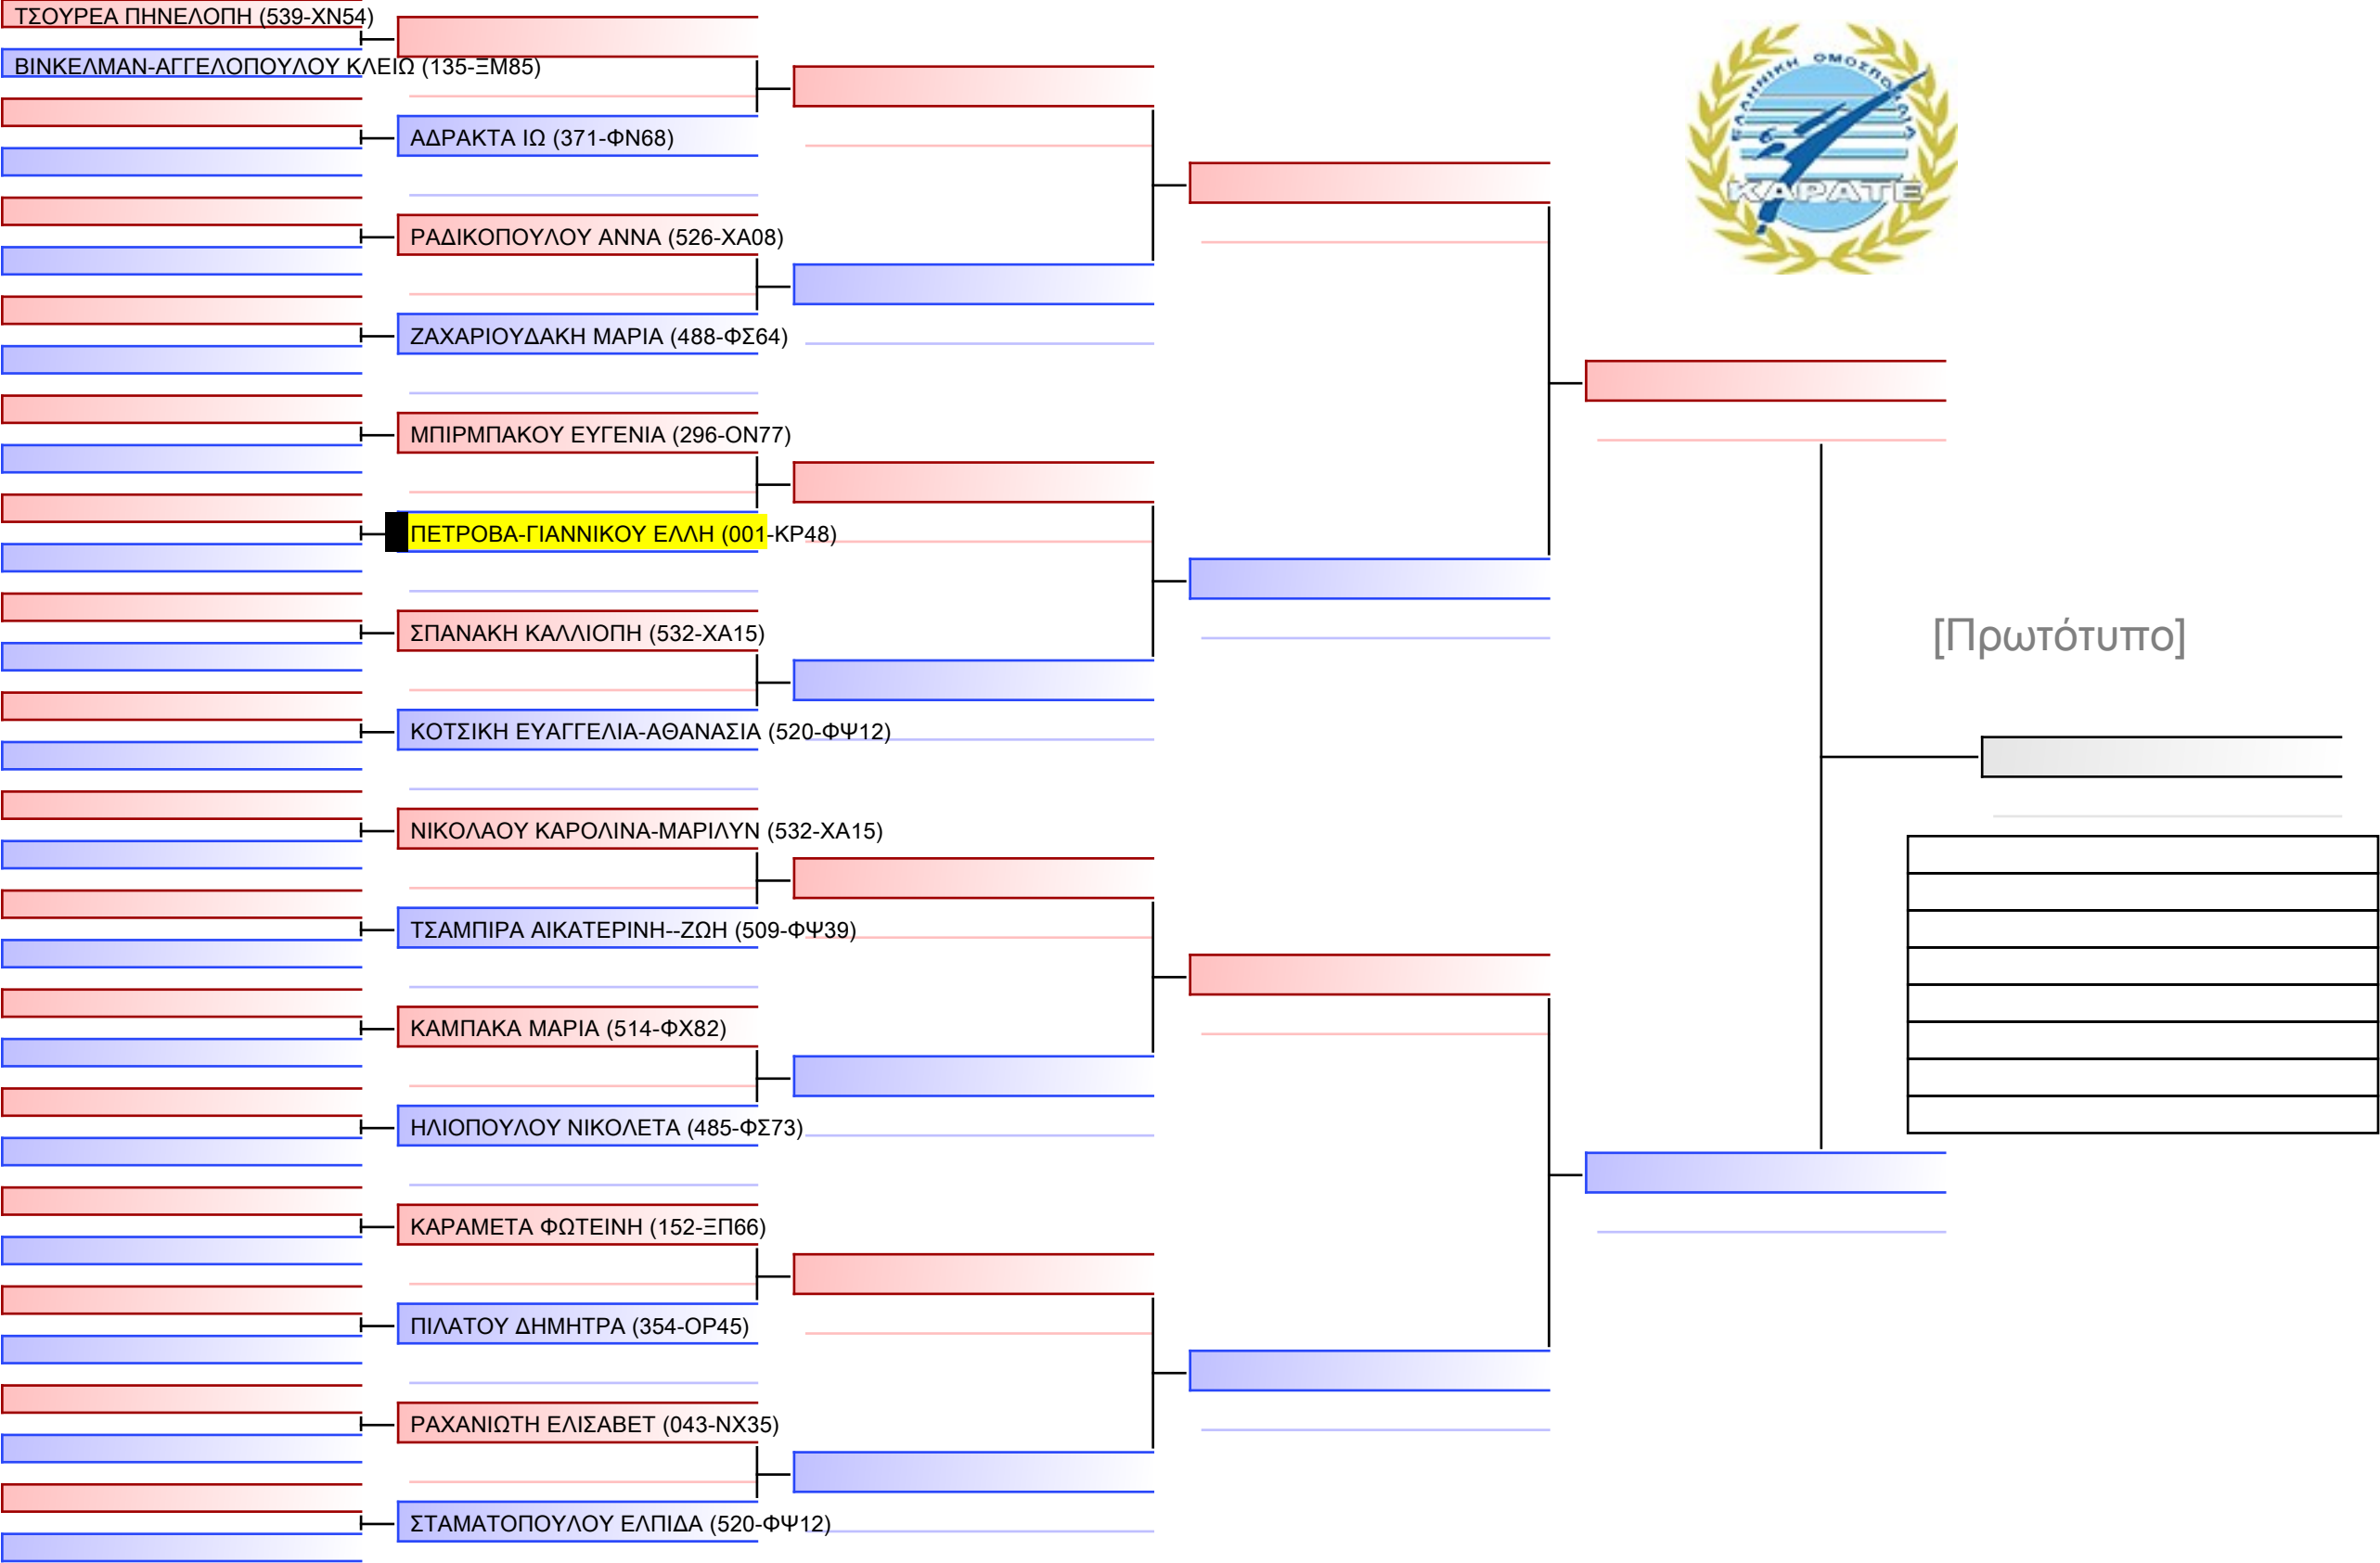 ΤΣΟΥΡΕΑ ΠΗΝΕΛΟΠΗ (539-ΧΝ54)
ΒΙΝΚΕΛΜΑΝ-ΑΓΓΕΛΟΠΟΥΛΟΥ ΚΛΕΙΩ (135-ΞΜ85)
ΑΔΡΑΚΤΑ ΙΩ (371-ΦΝ68)
ΡΑΔΙΚΟΠΟΥΛΟΥ ΑΝΝΑ (526-ΧΑ08)
ΖΑΧΑΡΙΟΥΔΑΚΗ ΜΑΡΙΑ (488-ΦΣ64)
ΜΠΙΡΜΠΑΚΟΥ ΕΥΓΕΝΙΑ (296-ΟΝ77)
ΠΕΤΡΟΒΑ-ΓΙΑΝΝΙΚΟΥ ΕΛΛΗ (001-ΚΡ48)
ΣΠΑΝΑΚΗ ΚΑΛΛΙΟΠΗ (532-ΧΑ15)
ΚΟΤΣΙΚΗ ΕΥΑΓΓΕΛΙΑ-ΑΘΑΝΑΣΙΑ (520-ΦΨ12)
ΝΙΚΟΛΑΟΥ ΚΑΡΟΛΙΝΑ-ΜΑΡΙΛΥΝ (532-ΧΑ15)
ΤΣΑΜΠΙΡΑ ΑΙΚΑΤΕΡΙΝΗ--ΖΩΗ (509-ΦΨ39)
ΚΑΜΠΑΚΑ ΜΑΡΙΑ (514-ΦΧ82)
ΗΛΙΟΠΟΥΛΟΥ ΝΙΚΟΛΕΤΑ (485-ΦΣ73)
ΚΑΡΑΜΕΤΑ ΦΩΤΕΙΝΗ (152-ΞΠ66)
ΠΙΛΑΤΟΥ ΔΗΜΗΤΡΑ (354-ΟΡ45)
ΡΑΧΑΝΙΩΤΗ ΕΛΙΣΑΒΕΤ (043-ΝΧ35)
ΣΤΑΜΑΤΟΠΟΥΛΟΥ ΕΛΠΙΔΑ (520-ΦΨ12)
ΕΛΛΗΝΙΚΗ ΟΜΟΣΠΟΝΔΙΑ
ΚΑΡΑΤΕ
[Πρωτότυπο]